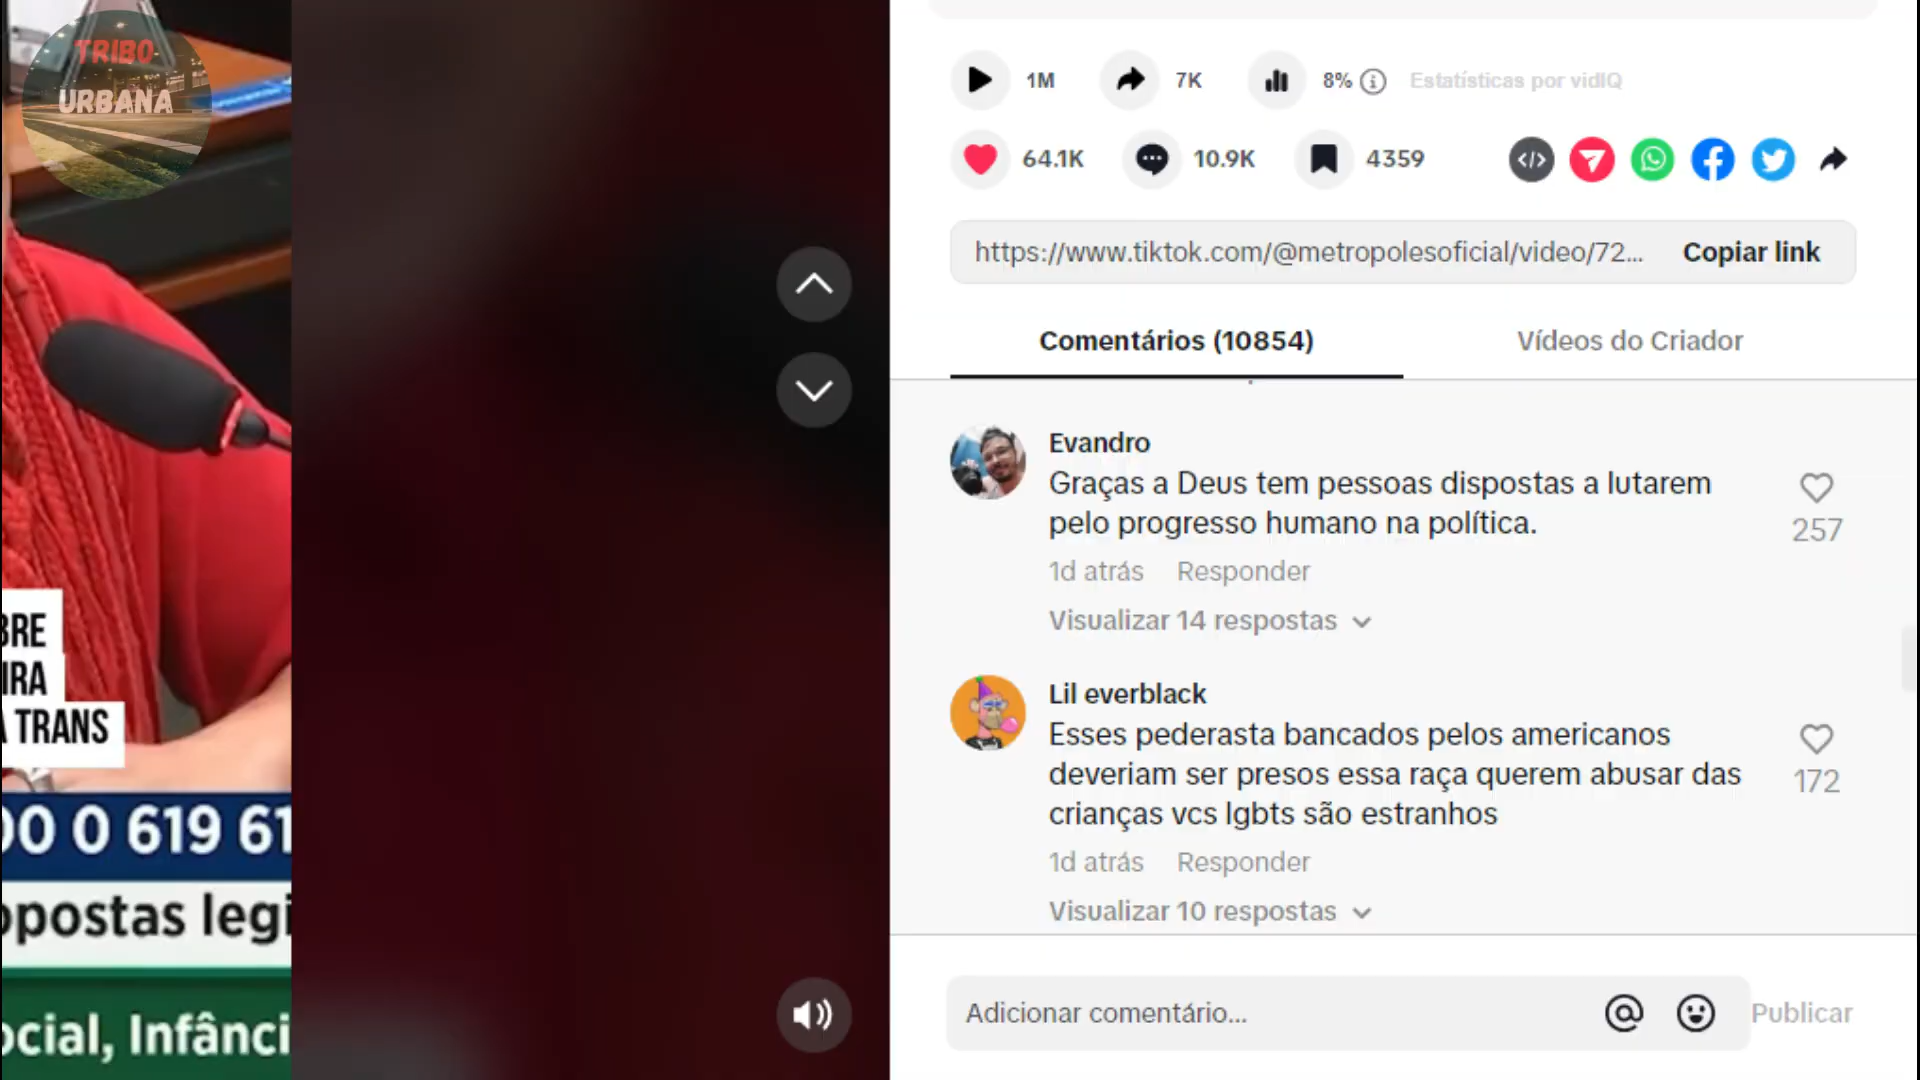 TRIBO
URBANA
BRE
IRA
A TRANS
00 0 619 61
opostas legi
ocial, Infânci
1M
7K
8%
Estatísticas por vidIQ
64.1K
10.9K
4359
https://www.tiktok.com/@metropolesoficial/video/72...
Copiar link
Comentários (10854)
Vídeos do Criador
Evandro
Graças a Deus tem pessoas dispostas a lutarem
pelo progresso humano na política.
257
1d atrás Responder
Visualizar 14 respostas
Lil everblack
Esses pederasta bancados pelos americanos
deveriam ser presos essa raça querem abusar das
crianças vcs lgbts são estranhos
172
1d atrás Responder
Visualizar 10 respostas
Adicionar comentário...
Publicar